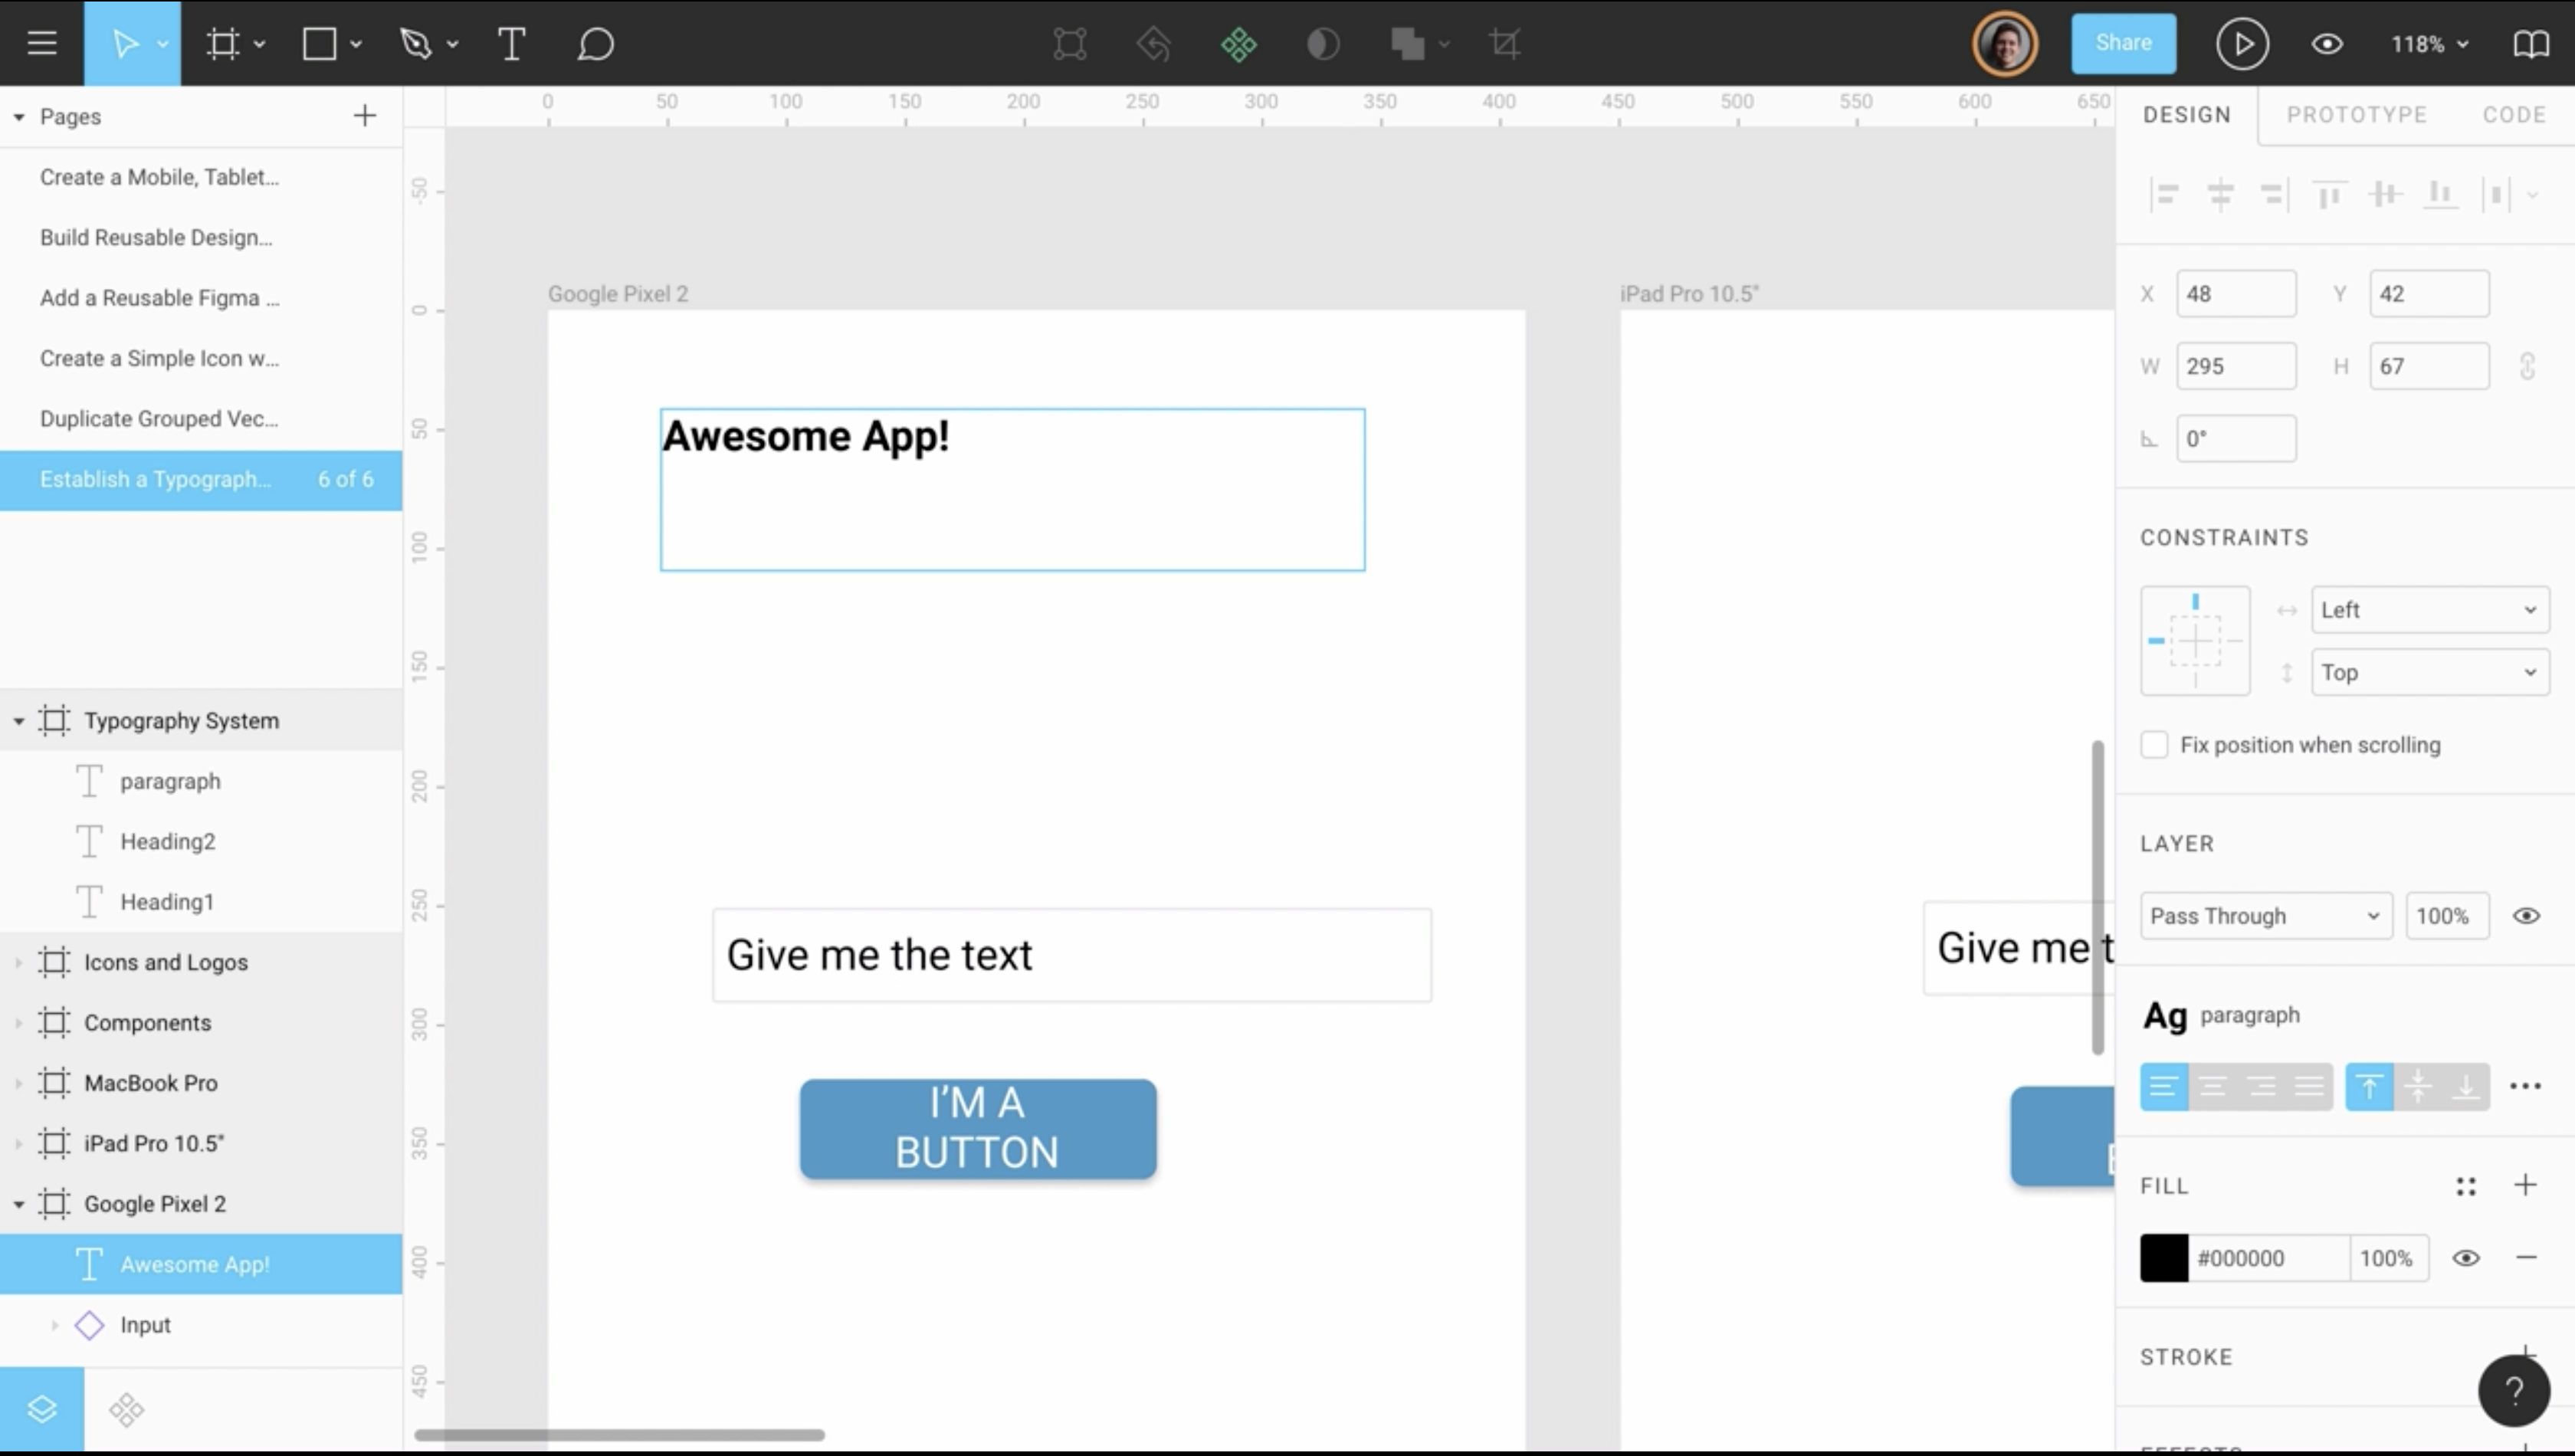 Share
118%
Pages
Create a Mobile, Tablet...
Build Reusable Design...
Add a Reusable Figma ...
Create a Simple Icon w...
Duplicate Grouped Vec...
Establish a Typograph... 6 of 6
Typography System
paragraph
Heading2
Heading1
Icons and Logos
Components
MacBook Pro
iPad Pro 10.5"
Google Pixel 2
Awesome App!
Input
0 50 100 150 200 250 300 350 400 450 500 550 600 650
-50
0
50
100
150
200
250
300
350
400
450
Google Pixel 2
Awesome App!
Give me the text
I'M A
BUTTON
iPad Pro 10.5"
Give me t
DESIGN PROTOTYPE CODE
X 48 Y 42
W 295 H 67
0°
CONSTRAINTS
Left
Top
Fix position when scrolling
LAYER
Pass Through 100%
Ag paragraph
FILL
#000000 100%
STROKE
?
EFFECTS